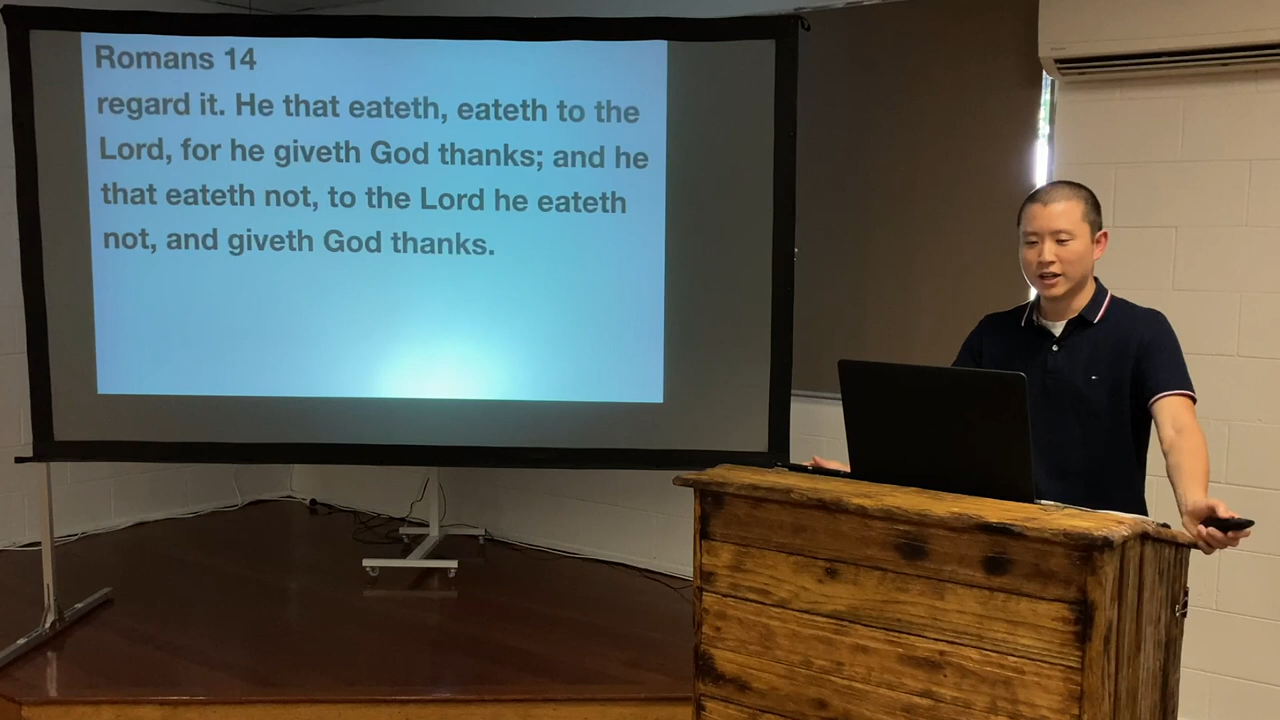 Romans 14
regard it. He that eateth, eateth to the
Lord, for he giveth God thanks; and he
that eateth not, to the Lord he eateth
not, and giveth God thanks.